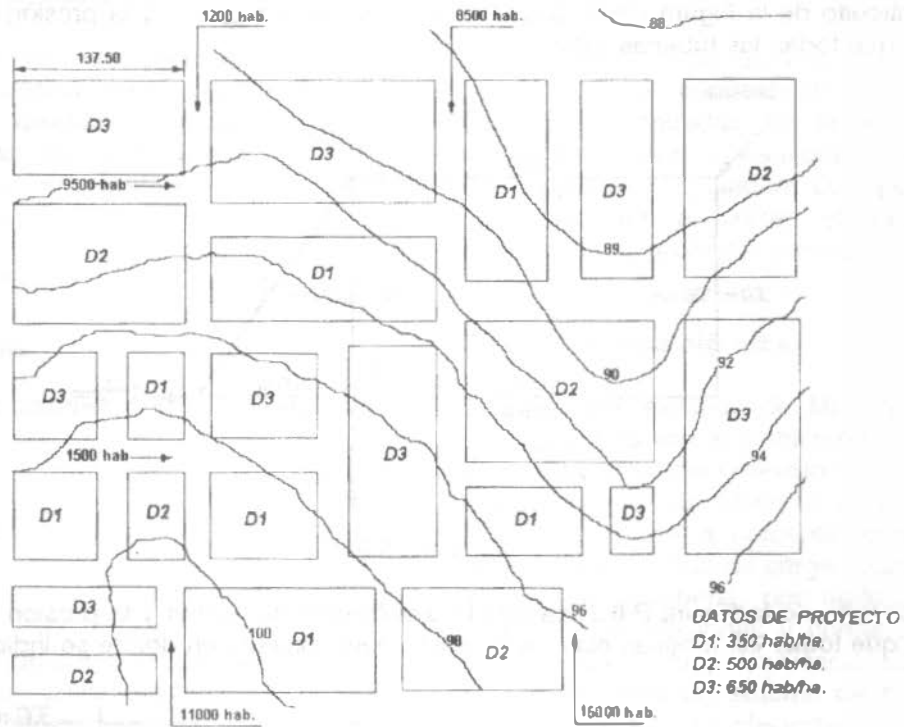 1200 hab.
8500 hab.
88
137.50
D3
D3
D1
D3
D2
9500 hab
D2
D1
89
D3
D1
D3
D2
90
92
D3
D3
94
1500 hab
D1
D2
D1
D1
D3
D3
D1
100
98
D2
96
96
D2
11000 hab.
15000 hab.
DATOS DE PROYECTO
D1: 350 hab/ha.
D2: 500 hab/ha.
D3: 650 hab/ha.